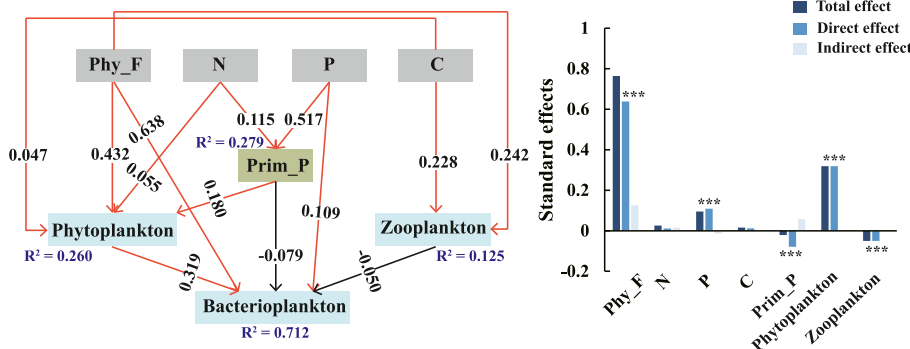 Phy_F
N
P
C
0.638
0.115
0.517
R² = 0.279
0.047
0.432
0.055
Prim_P
0.228
0.242
0.180
0.109
Phytoplankton
Zooplankton
R² = 0.260
R² = 0.125
0.319
-0.079
-0.050
Bacterioplankton
R² = 0.712
Total effect
Direct effect
Indirect effect
Standard effects
1
0.8
0.6
0.4
0.2
0
-0.2
***
***
***
***
***
Phy_F
N
P
C
Prim_P
Phytoplankton
Zooplankton